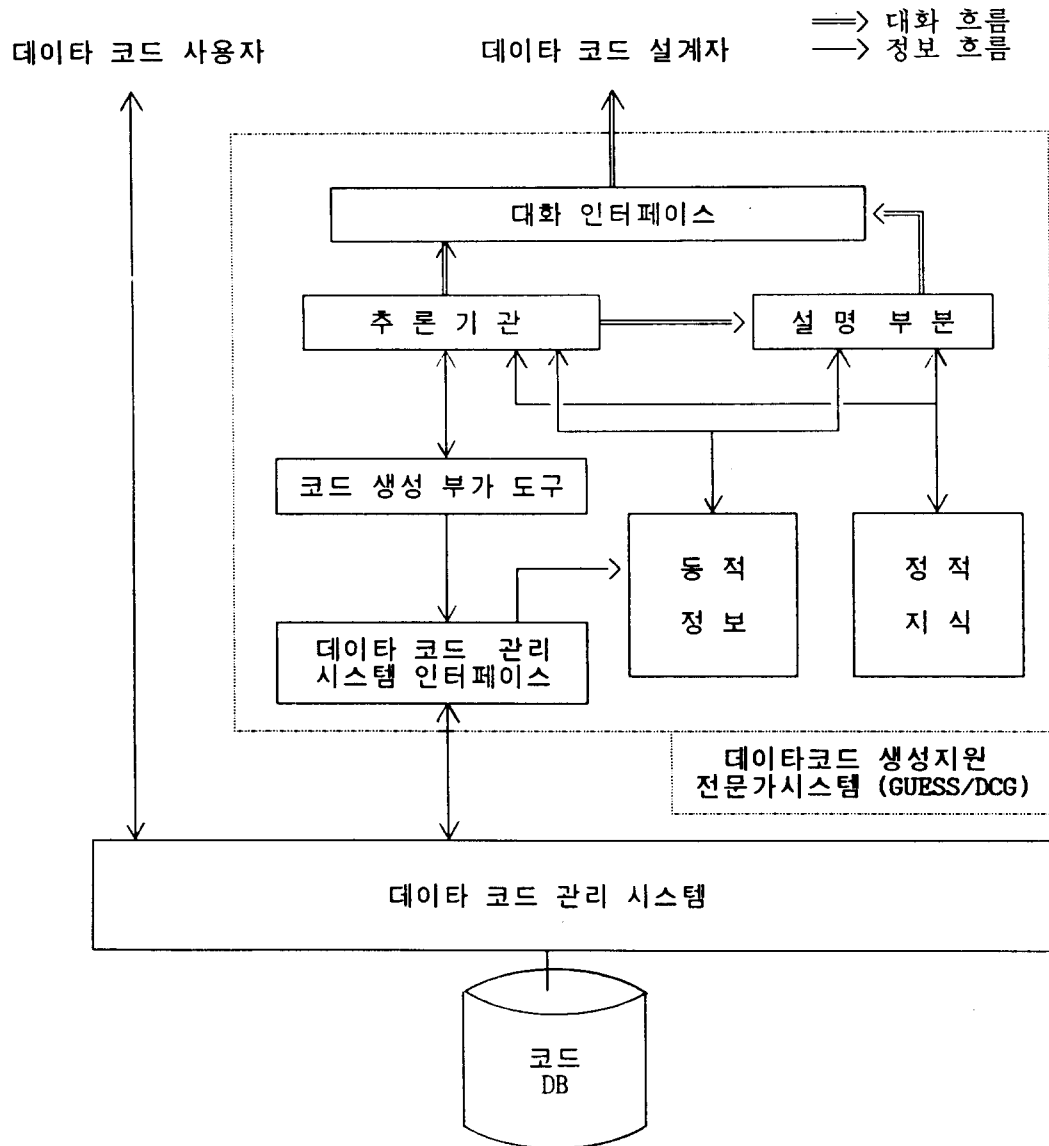 대화 흐름
정보 흐름
데이타 코드 사용자
데이타 코드 설계자
대화 인터페이스
추 론 기 관
설 명 부 분
코드 생성 부가 도구
동 적
정 보
정 적
지 식
데이타 코드 관리
시스템 인터페이스
데이타코드 생성지원
전문가시스템 (GUESS/DCG)
데이타 코드 관리 시스템
코드
DB